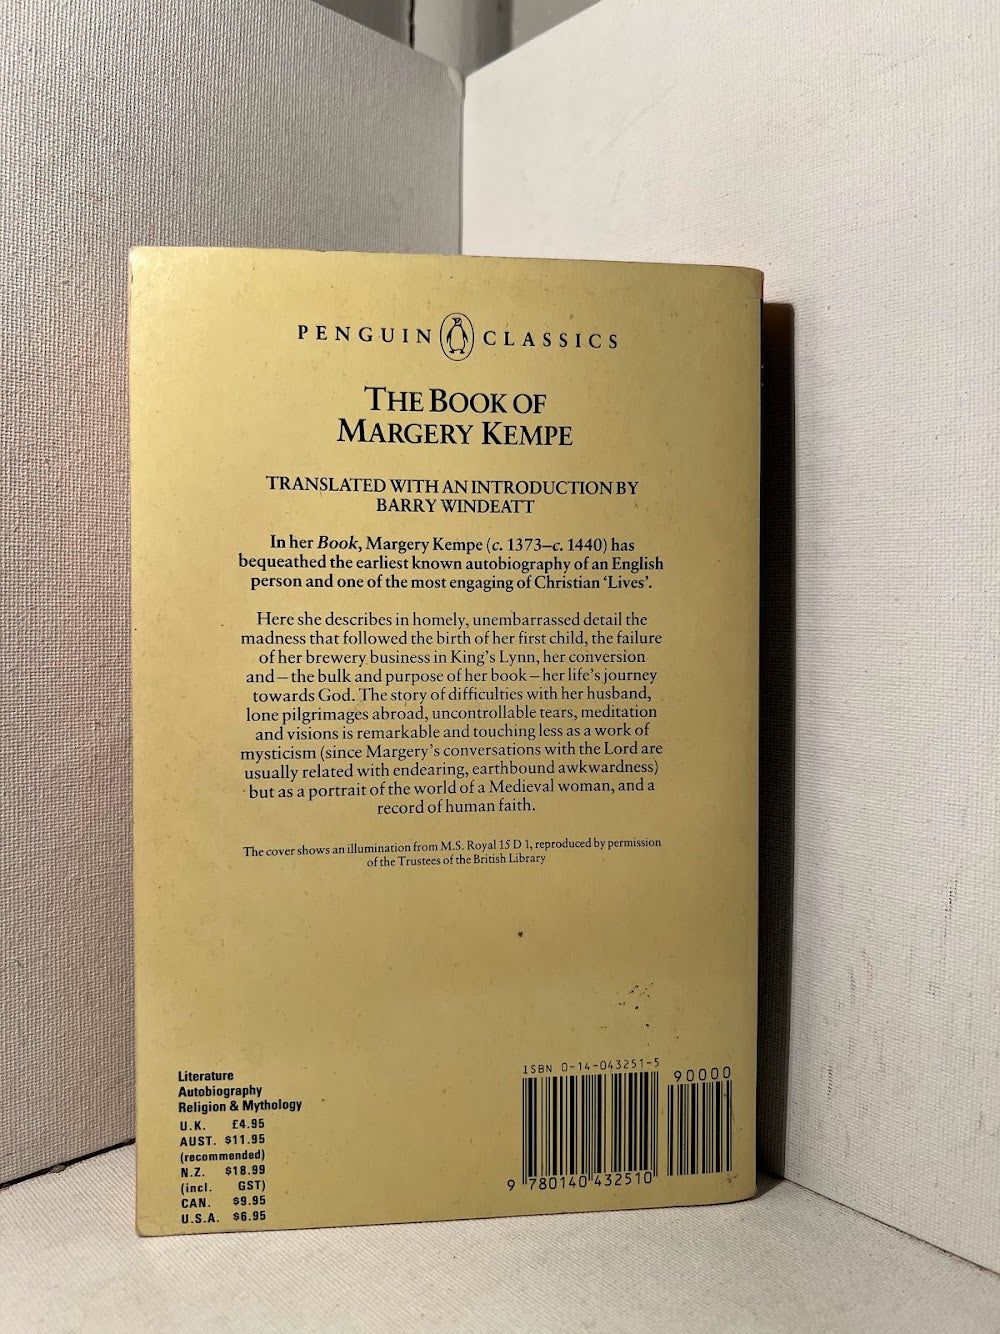 PENGUIN CLASSICS
THE BOOK OF
MARGERY KEMPE
TRANSLATED WITH AN INTRODUCTION BY
BARRY WINDEATT
In her Book, Margery Kempe (c. 1373–c. 1440) has
bequeathed the earliest known autobiography of an English
person and one of the most engaging of Christian ‘Lives’.
Here she describes in homely, unembarrassed detail the
madness that followed the birth of her first child, the failure
of her brewery business in King’s Lynn, her conversion
and – the bulk and purpose of her book – her life’s journey
towards God. The story of difficulties with her husband,
lone pilgrimages abroad, uncontrollable tears, meditation
and visions is remarkable and touching less as a work of
mysticism (since Margery’s conversations with the Lord are
usually related with endearing, earthbound awkwardness)
but as a portrait of the world of a Medieval woman, and a
record of human faith.
The cover shows an illumination from M.S. Royal 15 D 1, reproduced by permission
of the Trustees of the British Library
Literature
Autobiography
Religion & Mythology
U.K. £4.95
AUST. $11.95
(recommended)
N.Z. $18.99
(incl. GST)
CAN. $9.95
U.S.A. $6.95
ISBN 0-14-043251-5
90000
9 780140 432510